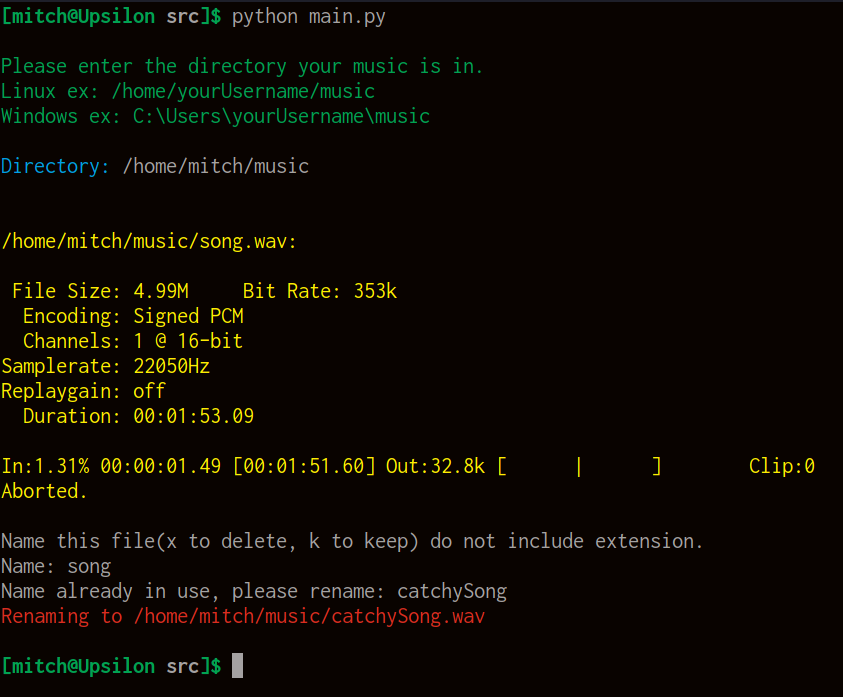 [mitch@Upsilon src]$ python main.py
Please enter the directory your music is in.
Linux ex: /home/yourUsername/music
Windows ex: C:\Users\yourUsername\music
Directory: /home/mitch/music
/home/mitch/music/song.wav:
File Size: 4.99M     Bit Rate: 353k
Encoding: Signed PCM
Channels: 1 @ 16-bit
Samplerate: 22050Hz
Replaygain: off
Duration: 00:01:53.09
In:1.31% 00:00:01.49 [00:01:51.60] Out:32.8k [      |      ]        Clip:0
Aborted.
Name this file(x to delete, k to keep) do not include extension.
Name: song
Name already in use, please rename: catchySong
Renaming to /home/mitch/music/catchySong.wav
[mitch@Upsilon src]$